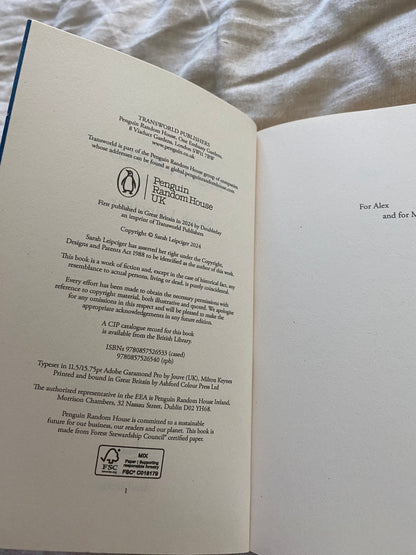 TRANSWORLD PUBLISHERS
Penguin Random House, One Embassy Gardens,
8 Viaduct Gardens, London SW11 7BW
www.penguin.co.uk
Transworld is part of the Penguin Random House group of companies
whose addresses can be found at global.penguinrandomhouse.com
Penguin
Random House
UK
First published in Great Britain in 2024 by Doubleday
an imprint of Transworld Publishers
Copyright © Sarah Leipciger 2024
Sarah Leipciger has asserted her right under the Copyright,
Designs and Patents Act 1988 to be identified as the author of this work.
This book is a work of fiction and, except in the case of historical fact, any
resemblance to actual persons, living or dead, is purely coincidental.
Every effort has been made to obtain the necessary permissions with
reference to copyright material, both illustrative and quoted. We apologize
for any omissions in this respect and will be pleased to make the
appropriate acknowledgements in any future edition.
A CIP catalogue record for this book
is available from the British Library.
ISBNs 9780857526533 (cased)
9780857526540 (tpb)
Typeset in 11.5/15.75pt Adobe Garamond Pro by Jouve (UK), Milton Keynes
Printed and bound in Great Britain by Ashford Colour Press Ltd
The authorized representative in the EEA is Penguin Random House Ireland,
Morrison Chambers, 32 Nassau Street, Dublin D02 YH68.
Penguin Random House is committed to a sustainable
future for our business, our readers and our planet. This book is
made from Forest Stewardship Council® certified paper.
FSC
MIX
Paper | Supporting
responsible forestry
FSC® C018179
1
For Alex
and for